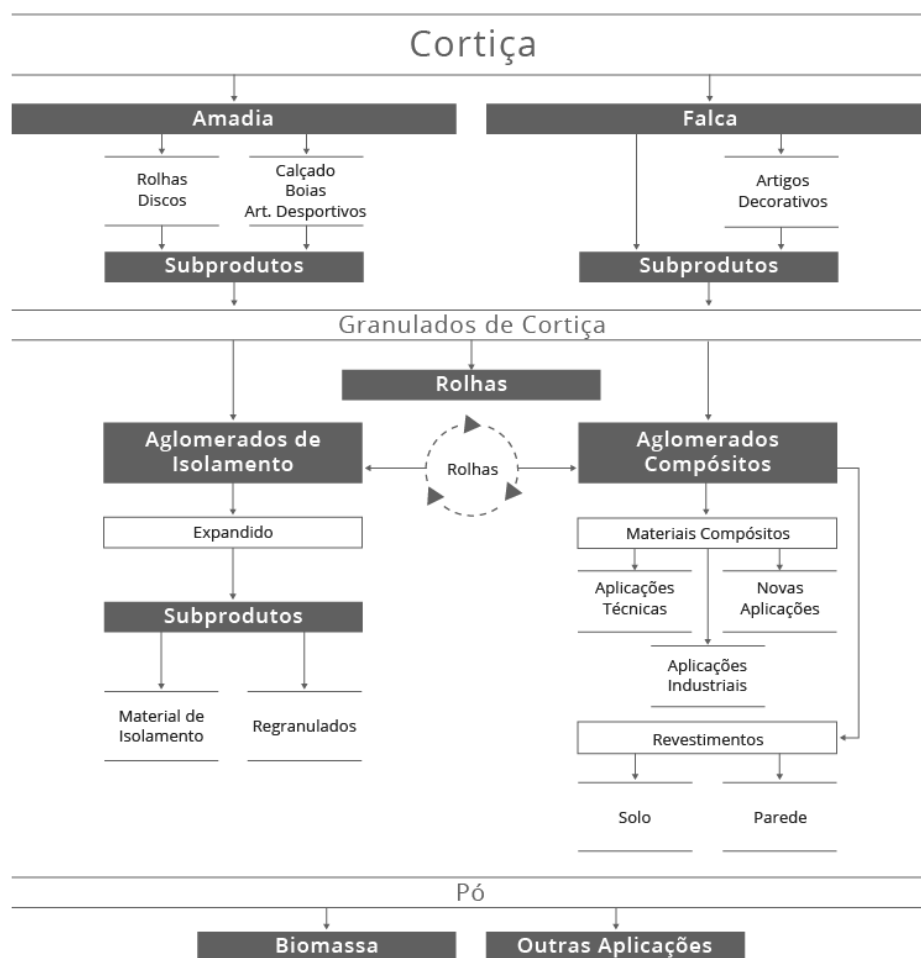 Cortiça
Amadia
Falca
Rolhas
Discos
Calçado
Boias
Art. Desportivos
Artigos
Decorativos
Subprodutos
Subprodutos
Granulados de Cortiça
Rolhas
Aglomerados de
Isolamento
Rolhas
Aglomerados
Compósitos
Expandido
Materiais Compósitos
Aplicações
Técnicas
Novas
Aplicações
Subprodutos
Aplicações
Industriais
Material de
Isolamento
Regranulados
Revestimentos
Solo
Parede
Pó
Biomassa
Outras Aplicações